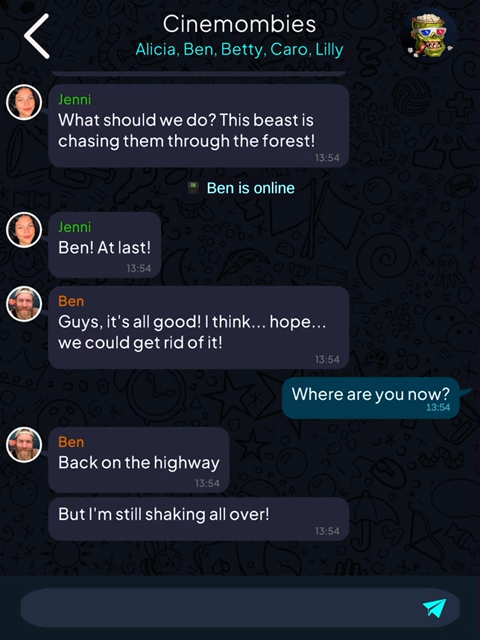 Cinemombies
Alicia, Ben, Betty, Caro, Lilly
Jenni
What should we do? This beast is
chasing them through the forest!
13:54
Ben is online
Jenni
Ben! At last!
13:54
Ben
Guys, it's all good! I think... hope...
we could get rid of it!
13:54
Where are you now?
13:54
Ben
Back on the highway
13:54
But I'm still shaking all over!
13:54